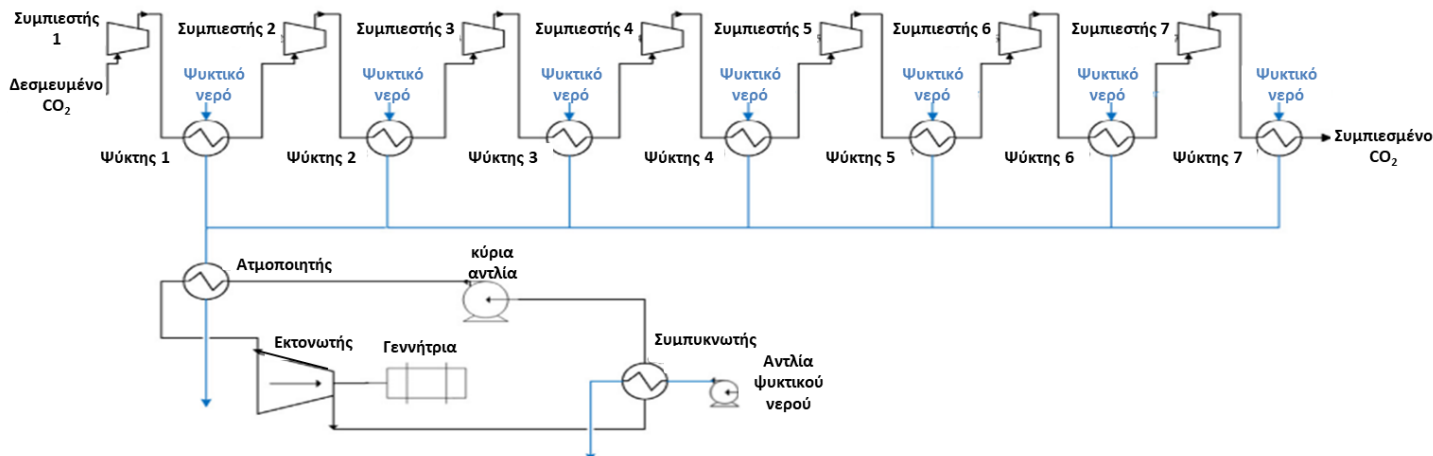 Συμπιεστής
1
Συμπιεστής 2
Συμπιεστής 3
Συμπιεστής 4
Συμπιεστής 5
Συμπιεστής 6
Συμπιεστής 7
Δεσμευμένο
CO2
Ψυκτικό
νερό
Ψυκτικό
νερό
Ψυκτικό
νερό
Ψυκτικό
νερό
Ψυκτικό
νερό
Ψυκτικό
νερό
Ψυκτικό
νερό
Ψύκτης 1
Ψύκτης 2
Ψύκτης 3
Ψύκτης 4
Ψύκτης 5
Ψύκτης 6
Ψύκτης 7
Συμπιεσμένο
CO2
Ατμοποιητής
κύρια
αντλία
Εκτονωτής
Γεννήτρια
Συμπυκνωτής
Αντλία
ψυκτικού
νερού